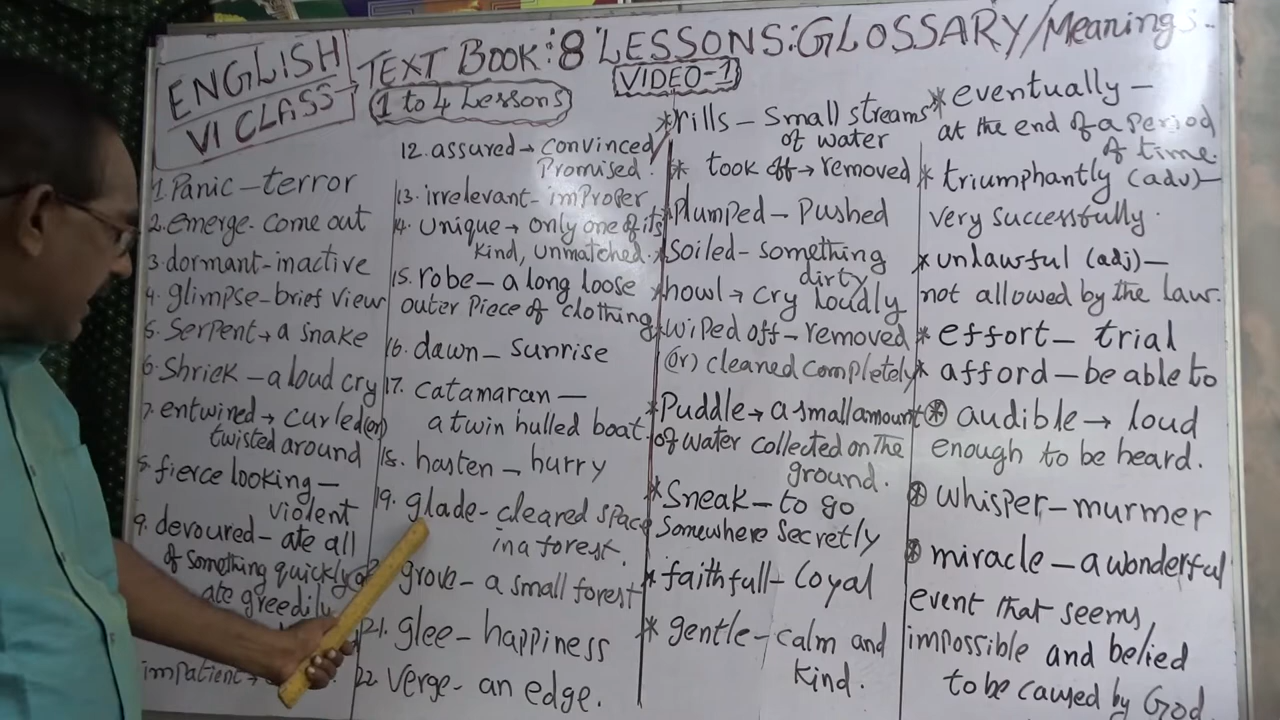 ENGLISH
VI CLASS
TEXT BOOK: 8 LESSONS: GLOSSARY/Meanings
VIDEO-1
1 to 4 Lessons
1. Panic - terror
2. emerge - come out
3. dormant - inactive
4. glimpse - brief view
5. Serpent → a snake
6. Shriek - a loud cry
7. entwined → curled (or)
twisted around
8. fierce looking -
violent
9. devoured - ate all
of something quickly
ate greedily
impatient →
12. assured → convinced
Promised.
13. irrelevant - improper
14. unique → only one of its
kind, unmatched.
15. robe - a long loose
outer piece of clothing
16. dawn - sunrise
17. catamaran -
a twin hulled boat.
18. hasten - hurry
19. glade - cleared space
in a forest.
grove - a small forest
21. glee - happiness
22 Verge - an edge.
* rills - Small streams
of water
* took off → removed
* plumped - Pushed
* soiled - something
dirty
* howl → cry loudly
* wiped off - removed
(or) cleaned completely
* Puddle → a small amount
of water collected on the
ground.
* Sneak - to go
Somewhere Secretly
* faithfull - Loyal
* gentle - calm and
kind.
* eventually -
at the end of a period
of time.
* triumphantly (adv) -
very successfully.
* unlawful (adj) -
not allowed by the law.
* effort - trial
* afford - be able to
* audible → loud
enough to be heard.
* whisper - murmer
* miracle - a wonderful
event that seems
impossible and belied
to be caused by God